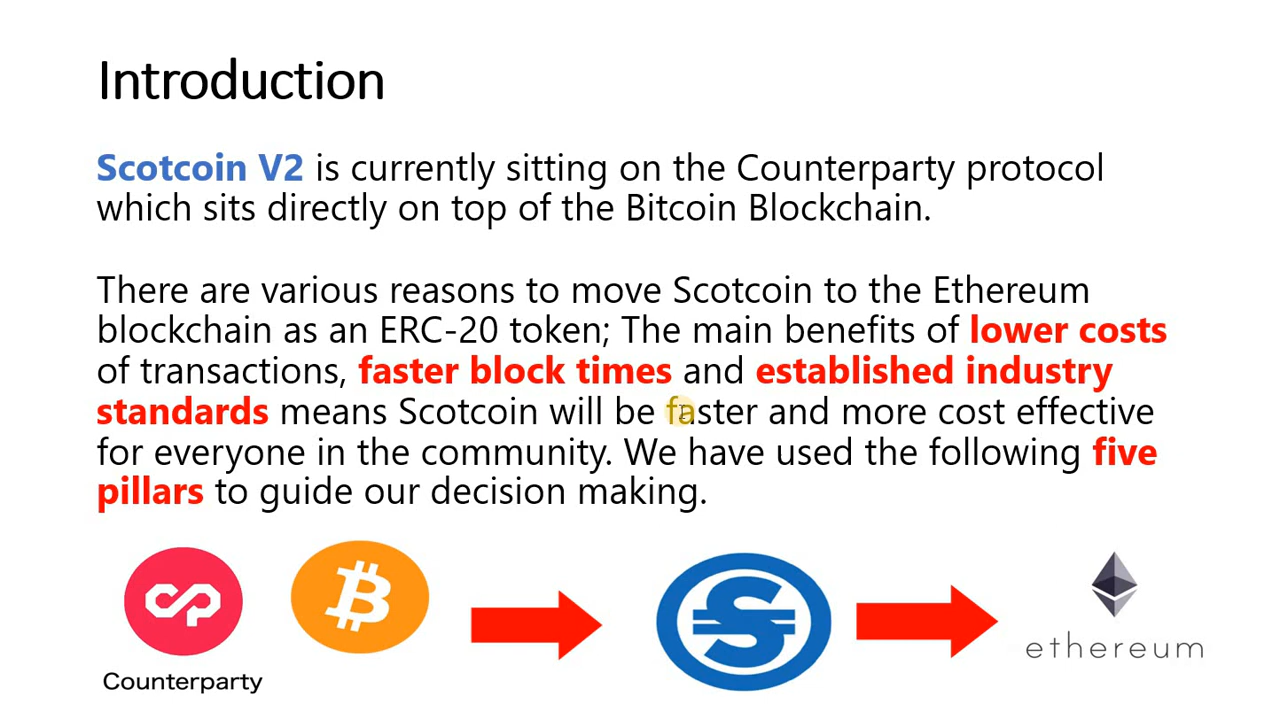 Introduction
Scotcoin V2 is currently sitting on the Counterparty protocol
which sits directly on top of the Bitcoin Blockchain.
There are various reasons to move Scotcoin to the Ethereum
blockchain as an ERC-20 token; The main benefits of lower costs
of transactions, faster block times and established industry
standards means Scotcoin will be faster and more cost effective
for everyone in the community. We have used the following five
pillars to guide our decision making.
Counterparty
ethereum